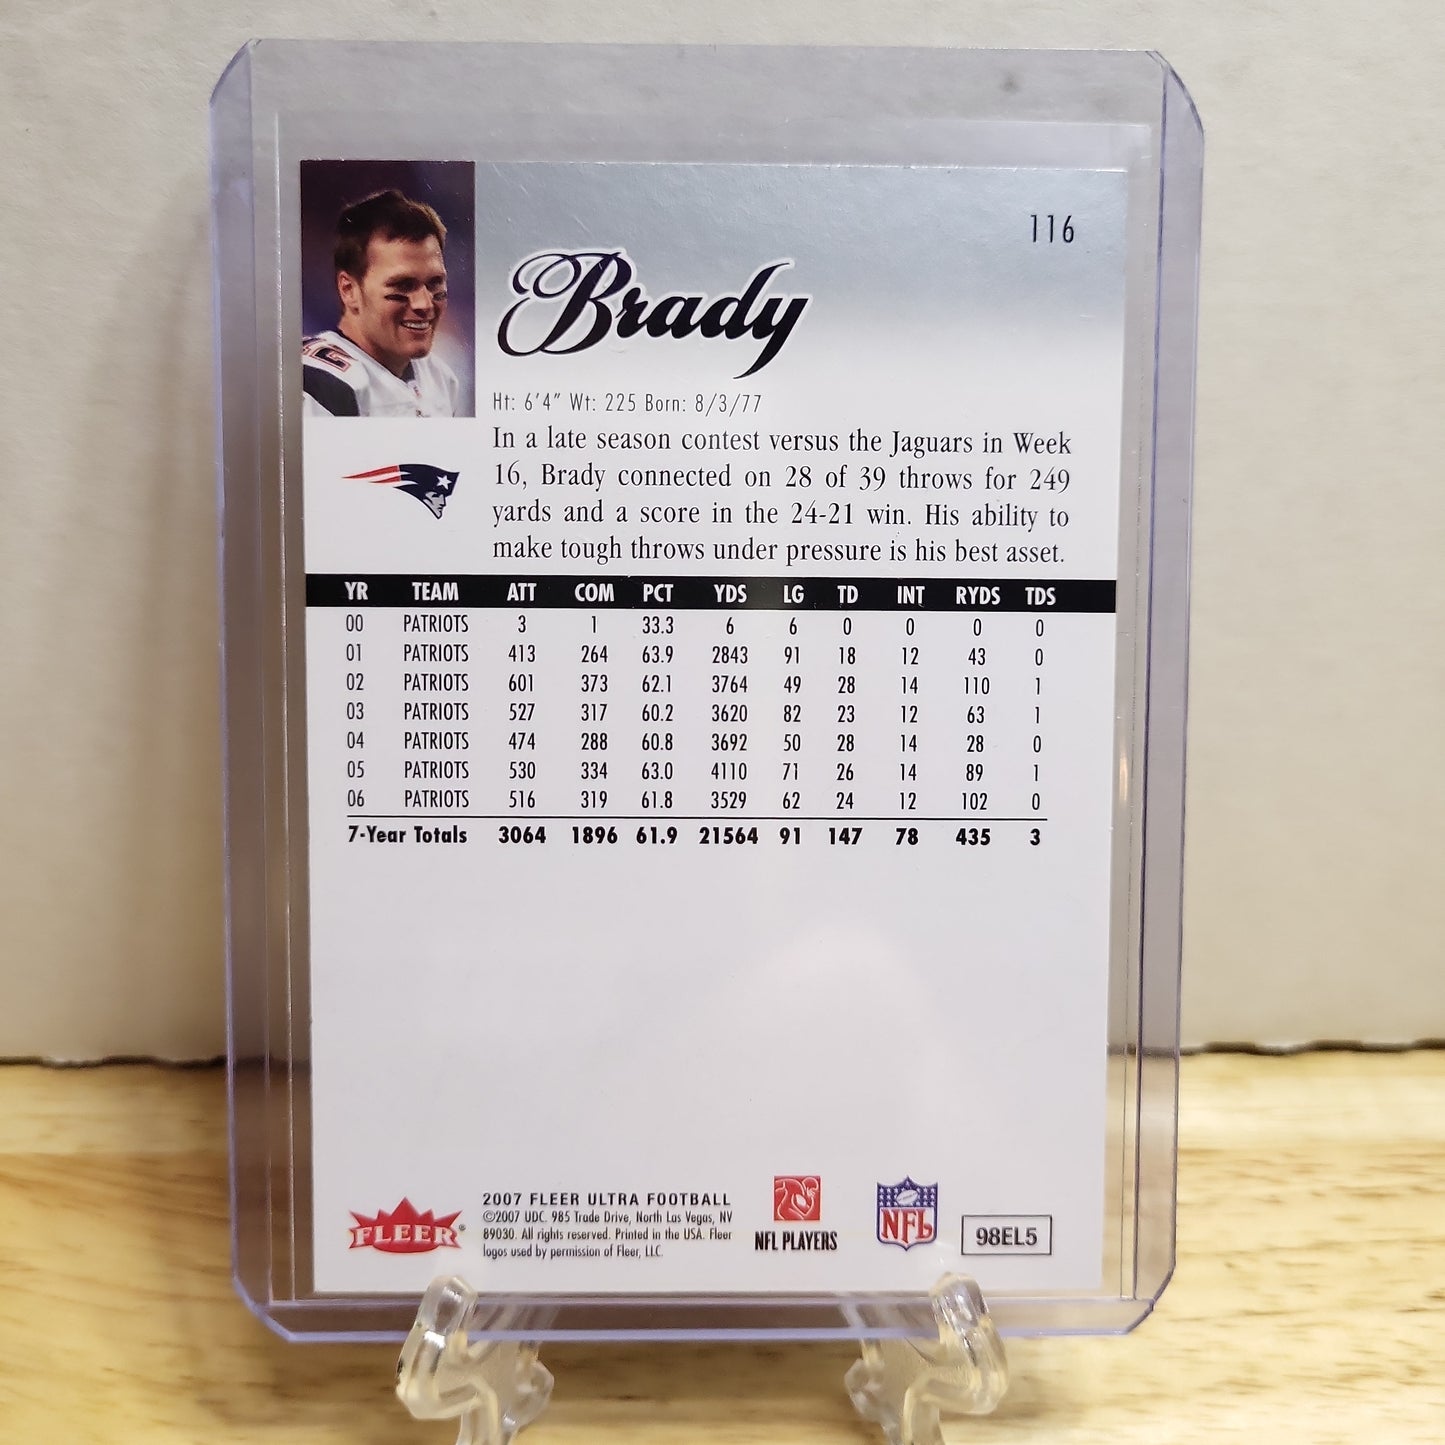 116
Brady
Ht: 6'4" Wt: 225 Born: 8/3/77
In a late season contest versus the Jaguars in Week
16, Brady connected on 28 of 39 throws for 249
yards and a score in the 24-21 win. His ability to
make tough throws under pressure is his best asset.
YR TEAM ATT COM PCT YDS LG TD INT RYDS TDS
00 PATRIOTS 3 1 33.3 6 6 0 0 0 0
01 PATRIOTS 413 264 63.9 2843 91 18 12 43 0
02 PATRIOTS 601 373 62.1 3764 49 28 14 110 1
03 PATRIOTS 527 317 60.2 3620 82 23 12 63 1
04 PATRIOTS 474 288 60.8 3692 50 28 14 28 0
05 PATRIOTS 530 334 63.0 4110 71 26 14 89 1
06 PATRIOTS 516 319 61.8 3529 62 24 12 102 0
7-Year Totals 3064 1896 61.9 21564 91 147 78 435 3
FLEER®
2007 FLEER ULTRA FOOTBALL
©2007 UDC. 985 Trade Drive, North Las Vegas, NV
89030. All rights reserved. Printed in the USA. Fleer
logos used by permission of Fleer, LLC.
NFL PLAYERS
NFL
98EL5